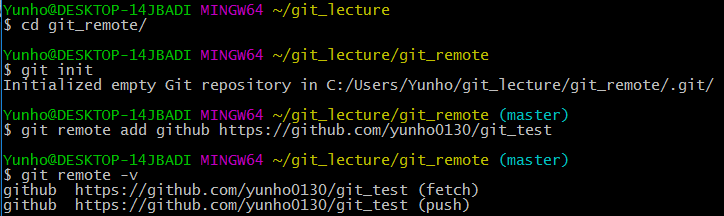 Yunho@DESKTOP-14JBADI MINGW64 ~/git_lecture
$ cd git_remote/
Yunho@DESKTOP-14JBADI MINGW64 ~/git_lecture/git_remote
$ git init
Initialized empty Git repository in C:/Users/Yunho/git_lecture/git_remote/.git/
Yunho@DESKTOP-14JBADI MINGW64 ~/git_lecture/git_remote (master)
$ git remote add github https://github.com/yunho0130/git_test
Yunho@DESKTOP-14JBADI MINGW64 ~/git_lecture/git_remote (master)
$ git remote -v
github  https://github.com/yunho0130/git_test (fetch)
github  https://github.com/yunho0130/git_test (push)